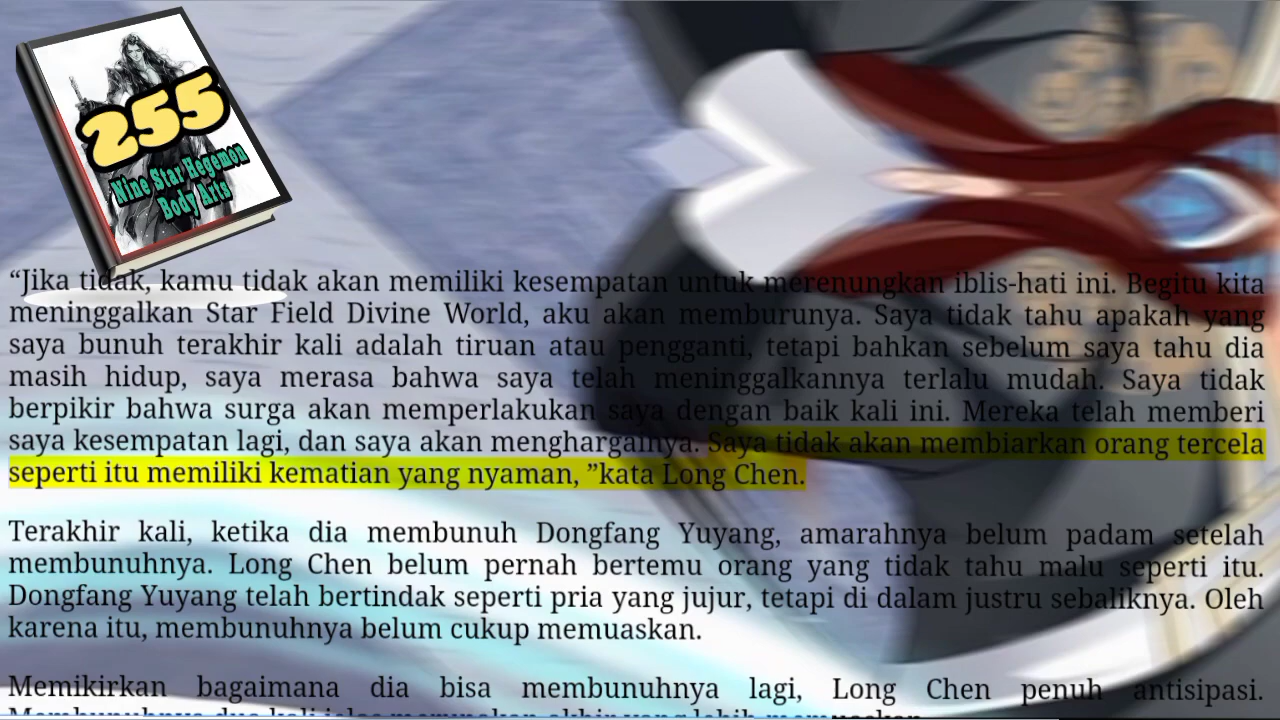 255
Nine Star Hegemon
Body Arts
“Jika tidak, kamu tidak akan memiliki kesempatan untuk merenungkan iblis-hati ini. Begitu kita
meninggalkan Star Field Divine World, aku akan memburunya. Saya tidak tahu apakah yang
saya bunuh terakhir kali adalah tiruan atau pengganti, tetapi bahkan sebelum saya tahu dia
masih hidup, saya merasa bahwa saya telah meninggalkannya terlalu mudah. Saya tidak
berpikir bahwa surga akan memperlakukan saya dengan baik kali ini. Mereka telah memberi
saya kesempatan lagi, dan saya akan menghargainya. Saya tidak akan membiarkan orang tercela
seperti itu memiliki kematian yang nyaman, ”kata Long Chen.
Terakhir kali, ketika dia membunuh Dongfang Yuyang, amarahnya belum padam setelah
membunuhnya. Long Chen belum pernah bertemu orang yang tidak tahu malu seperti itu.
Dongfang Yuyang telah bertindak seperti pria yang jujur, tetapi di dalam justru sebaliknya. Oleh
karena itu, membunuhnya belum cukup memuaskan.
Memikirkan bagaimana dia bisa membunuhnya lagi, Long Chen penuh antisipasi.